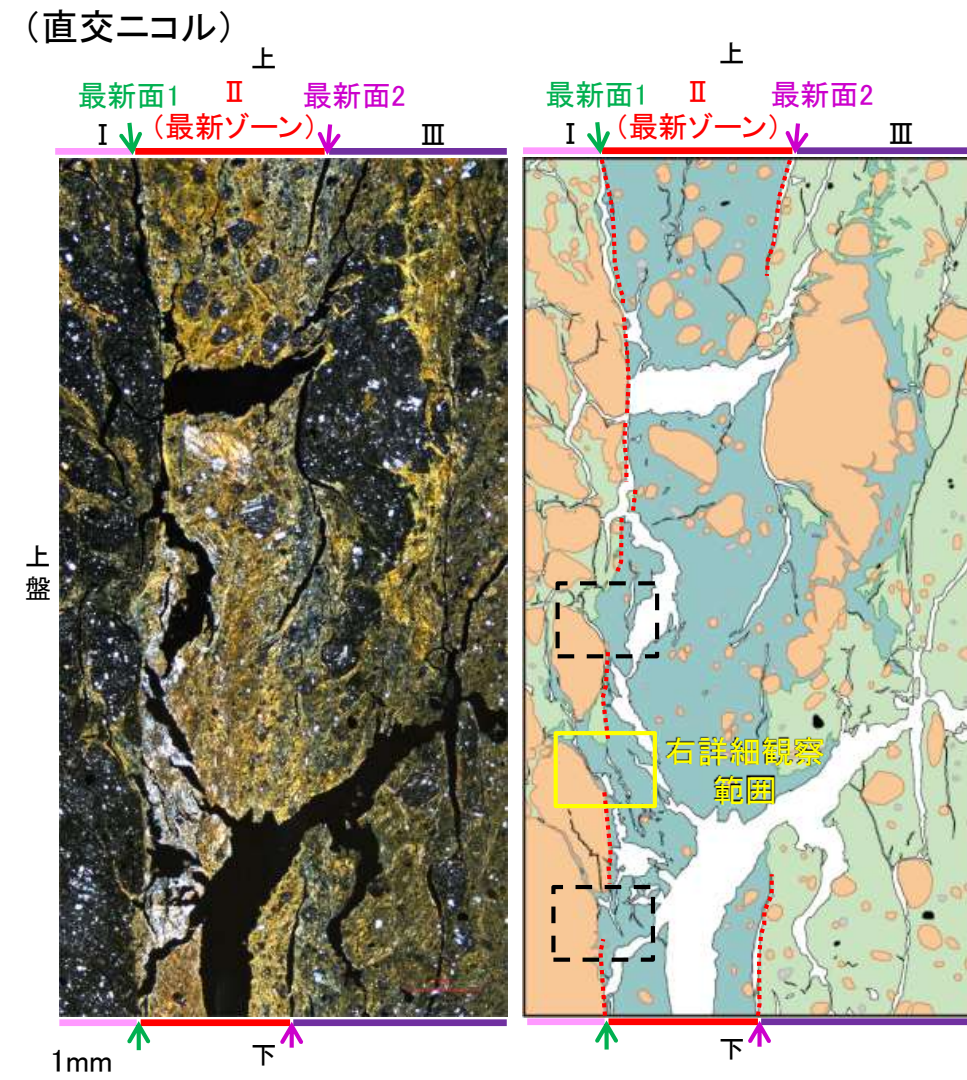 (直交ニコル)
上
最新面1 Ⅱ 最新面2
Ⅰ (最新ゾーン) Ⅲ
上
最新面1 Ⅱ 最新面2
Ⅰ (最新ゾーン) Ⅲ
上
盤
右詳細観察
範囲
1mm
下
下